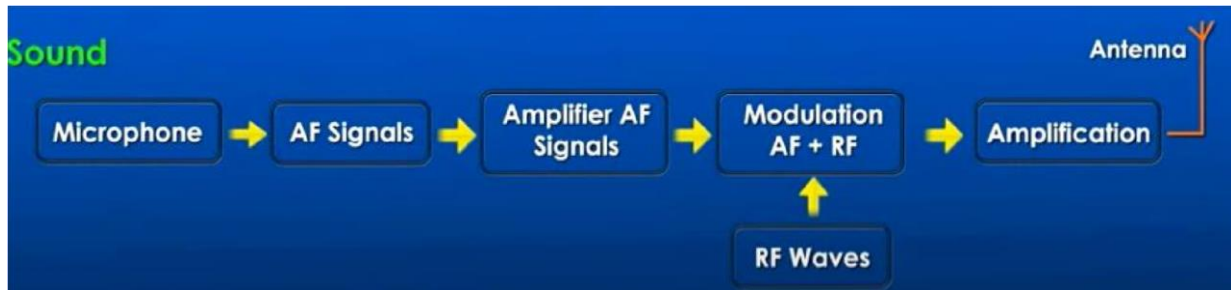 Sound
Antenna
Microphone
AF Signals
Amplifier AF
Signals
Modulation
AF + RF
Amplification
RF Waves